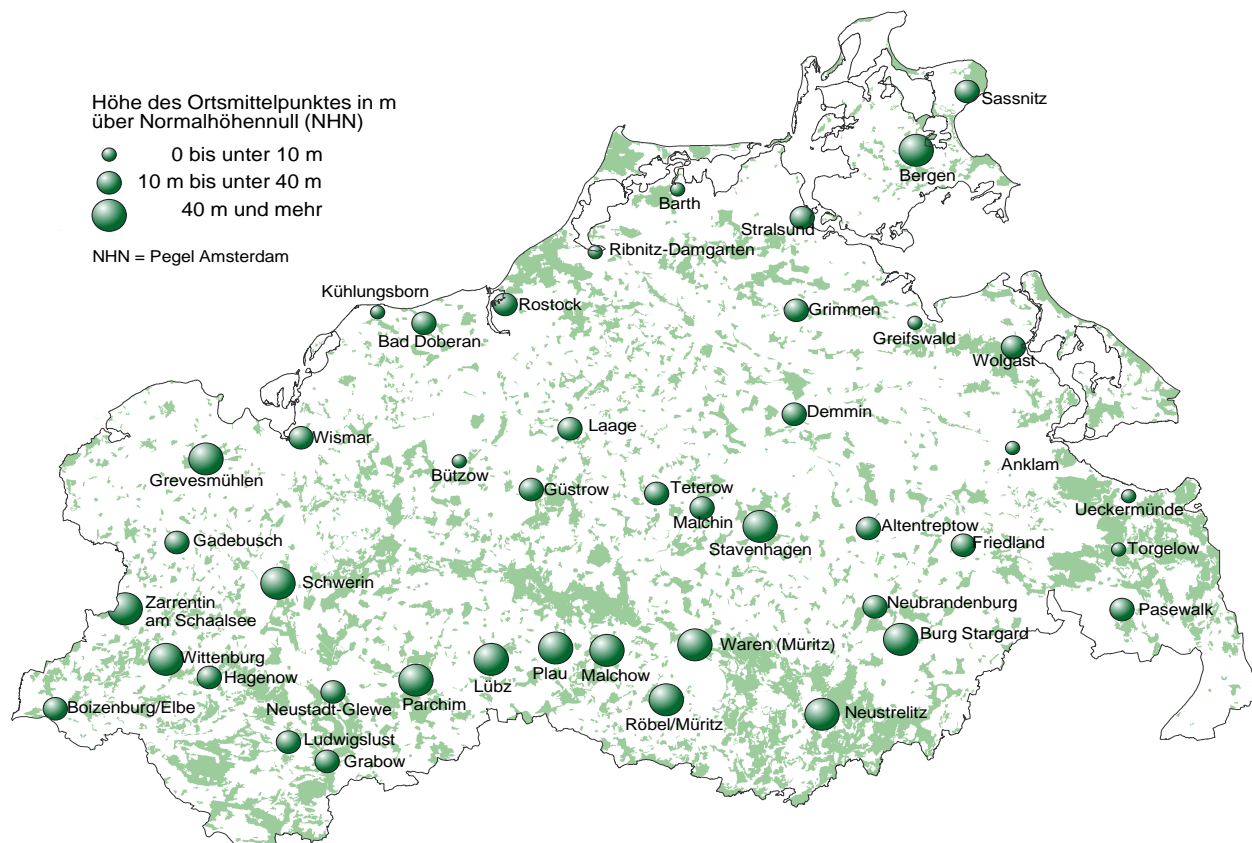 Höhe des Ortsmittelpunktes in m
über Normalhöhennull (NHN)
0 bis unter 10 m
10 m bis unter 40 m
40 m und mehr
NHN = Pegel Amsterdam
Sassnitz
Bergen
Barth
Stralsund
Ribnitz-Damgarten
Kühlungsborn
Rostock
Bad Doberan
Grimmen
Greifswald
Wolgast
Demmin
Laage
Wismar
Anklam
Bützow
Grevesmühlen
Güstrow
Teterow
Malchin
Stavenhagen
Ueckermünde
Altentreptow
Friedland
Torgelow
Gadebusch
Schwerin
Zarrentin
am Schaalsee
Neubrandenburg
Pasewalk
Burg Stargard
Waren (Müritz)
Wittenburg
Hagenow
Plau
Malchow
Lübz
Parchim
Neustadt-Glewe
Boizenburg/Elbe
Röbel/Müritz
Neustrelitz
Ludwigslust
Grabow